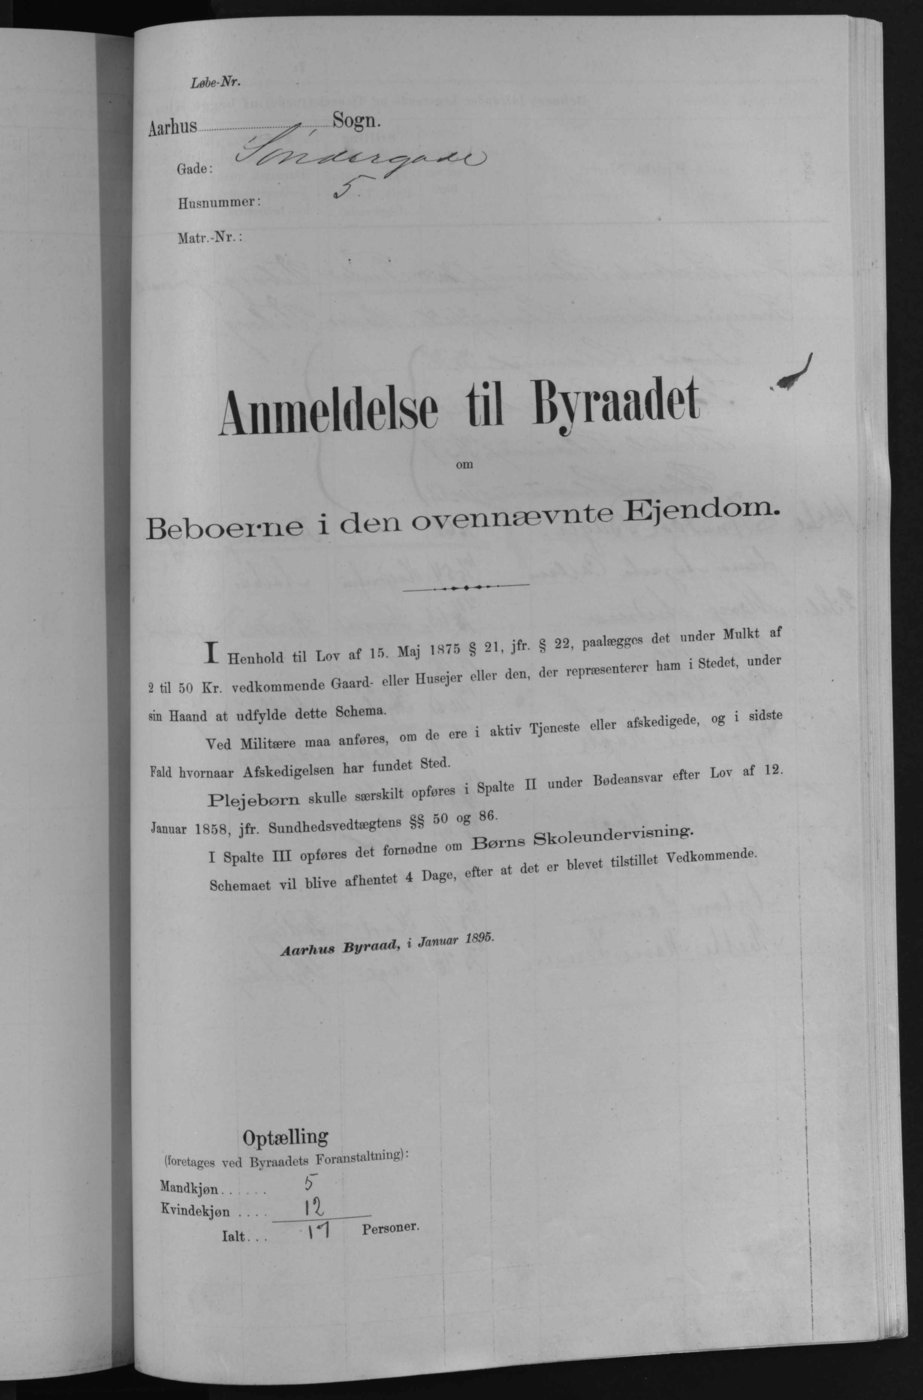 Løbe-Nr.
Aarhus Sogn.
Gade: Söndergade
Husnummer: 5.
Matr.-Nr.:
Anmeldelse til Byraadet
om
Beboerne i den ovennævnte Ejendom.
I Henhold til Lov af 15. Maj 1875 § 21, jfr. § 22, paalægges det under Mulkt af
2 til 50 Kr. vedkommende Gaard- eller Husejer eller den, der repræsenterer ham i Stedet, under
sin Haand at udfylde dette Schema.
Ved Militære maa anføres, om de ere i aktiv Tjeneste eller afskedigede, og i sidste
Fald hvornaar Afskedigelsen har fundet Sted.
Plejebørn skulle særskilt opføres i Spalte II under Bødeansvar efter Lov af 12.
Januar 1858, jfr. Sundhedsvedtægtens §§ 50 og 86.
I Spalte III opføres det fornødne om Børns Skoleundervisning.
Schemaet vil blive afhentet 4 Dage, efter at det er blevet tilstillet Vedkommende.
Aarhus Byraad, i Januar 1895.
Optælling
(foretages ved Byraadets Foranstaltning):
Mandkjøn...... 5
Kvindekjøn .... 12
Ialt... 17 Personer.